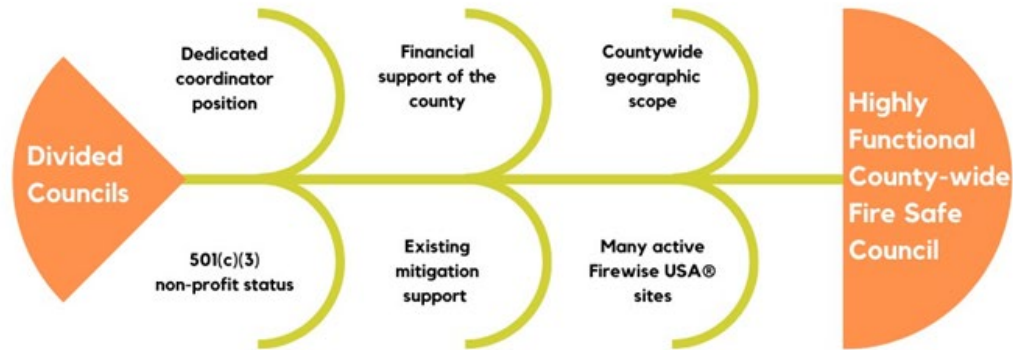 Divided
Councils
Dedicated
coordinator
position
Financial
support of the
county
Countywide
geographic
scope
501(c)(3)
non-profit status
Existing
mitigation
support
Many active
Firewise USA®
sites
Highly
Functional
County-wide
Fire Safe
Council